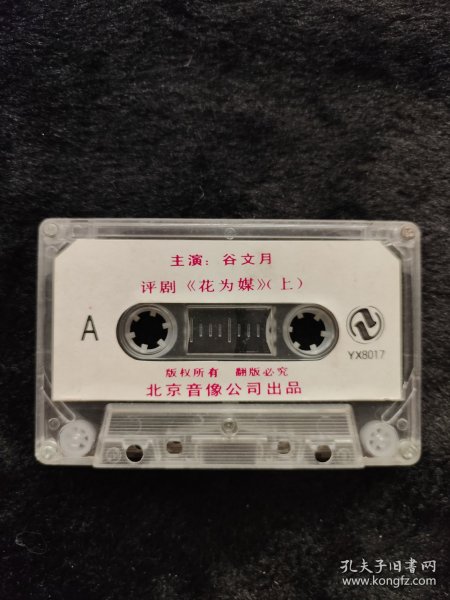 主演：谷文月
评剧《花为媒》（上）
A
YX8017
版权所有 翻版必究
北京音像公司出品
孔夫子旧书网
www.kongfz.com